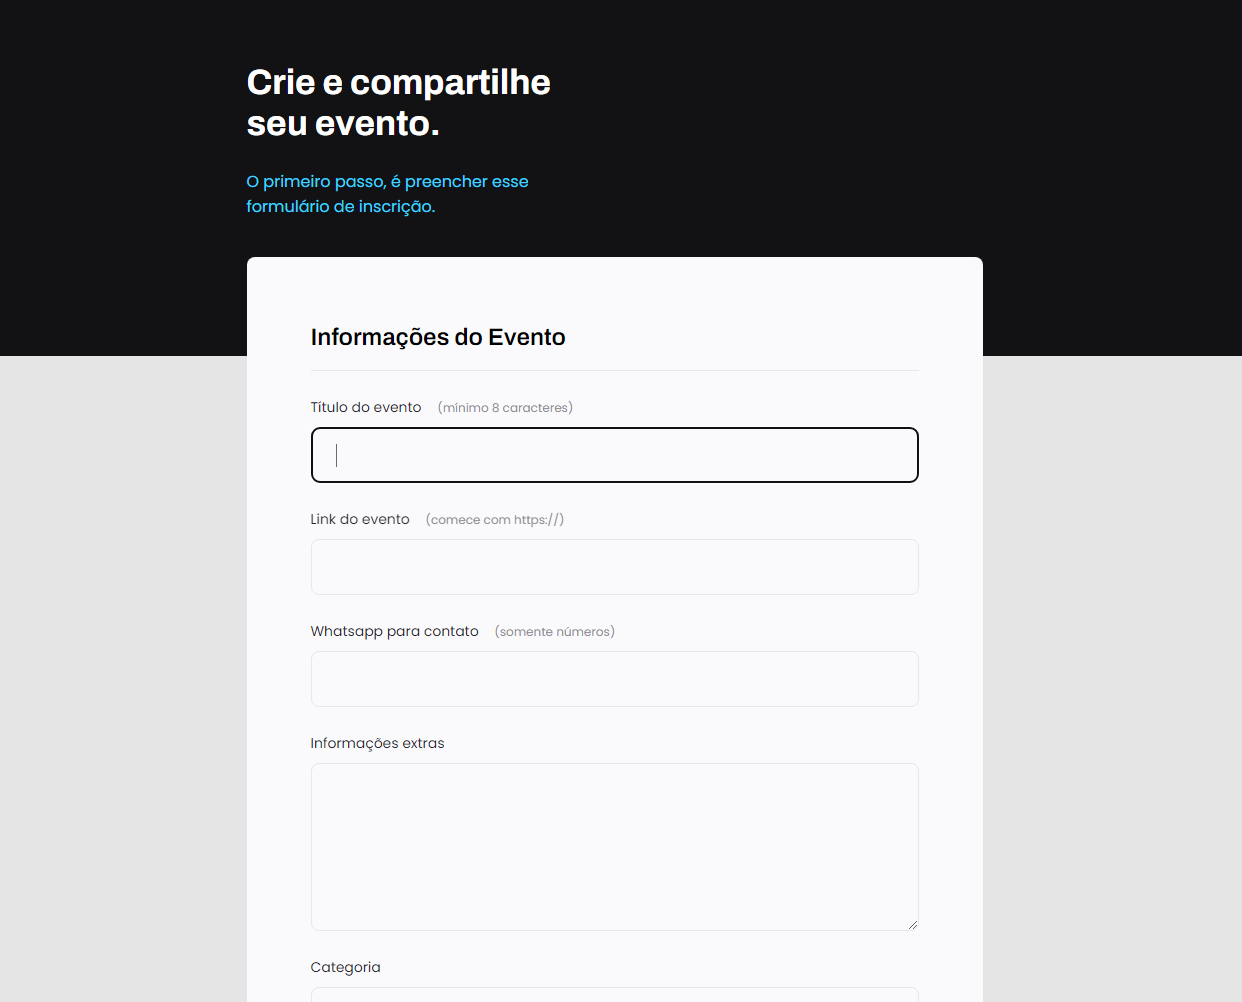 Crie e compartilhe
seu evento.
O primeiro passo, é preencher esse
formulário de inscrição.
Informações do Evento
Título do evento (mínimo 8 caracteres)
Link do evento (comece com https://)
Whatsapp para contato (somente números)
Informações extras
Categoria